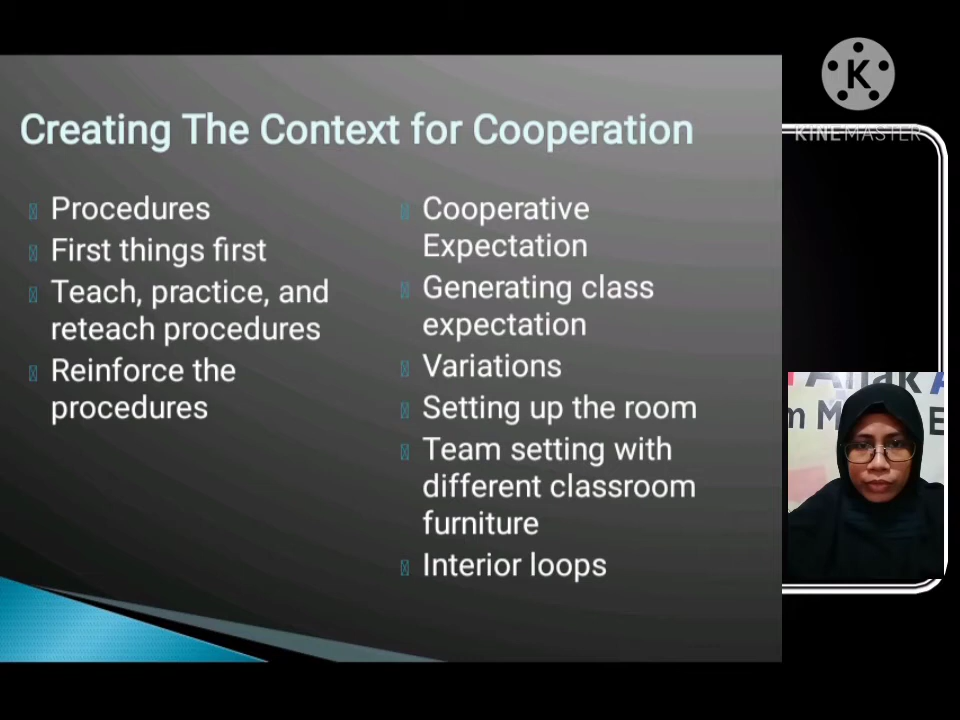 Creating The Context for Cooperation
Procedures
First things first
Teach, practice, and
reteach procedures
Reinforce the
procedures
Cooperative
Expectation
Generating class
expectation
Variations
Setting up the room
Team setting with
different classroom
furniture
Interior loops
K
KINEMASTER
Anak